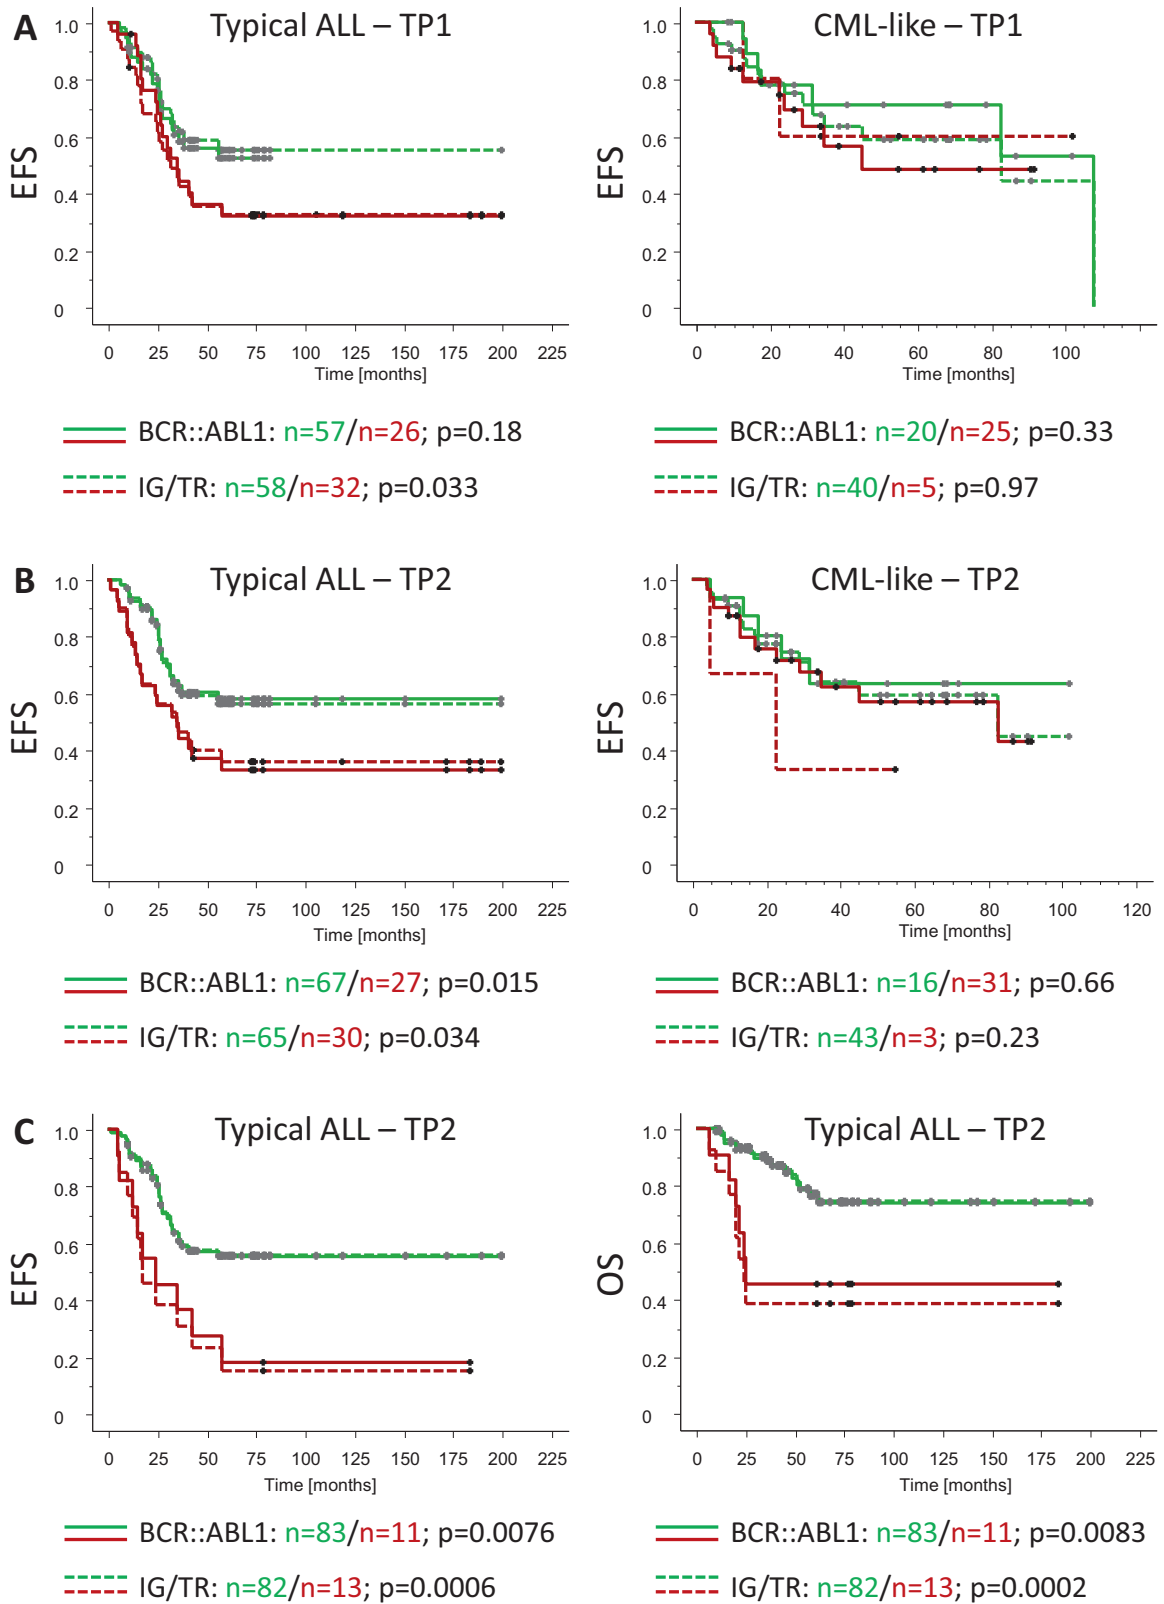 A
Typical ALL – TP1
CML-like – TP1
1.0
0.8
0.6
0.4
0.2
0
EFS
0 25 50 75 100 125 150 175 200 225
Time [months]
1.0
0.8
0.6
0.4
0.2
0
EFS
0 20 40 60 80 100
Time [months]
BCR::ABL1: n=57/n=26; p=0.18
IG/TR: n=58/n=32; p=0.033
BCR::ABL1: n=20/n=25; p=0.33
IG/TR: n=40/n=5; p=0.97
B
Typical ALL – TP2
CML-like – TP2
1.0
0.8
0.6
0.4
0.2
0
EFS
0 25 50 75 100 125 150 175 200 225
Time [months]
1.0
0.8
0.6
0.4
0.2
0
EFS
0 20 40 60 80 100 120
Time [months]
BCR::ABL1: n=67/n=27; p=0.015
IG/TR: n=65/n=30; p=0.034
BCR::ABL1: n=16/n=31; p=0.66
IG/TR: n=43/n=3; p=0.23
C
Typical ALL – TP2
Typical ALL – TP2
1.0
0.8
0.6
0.4
0.2
0
EFS
0 25 50 75 100 125 150 175 200 225
Time [months]
1.0
0.8
0.6
0.4
0.2
0
OS
0 25 50 75 100 125 150 175 200 225
Time [months]
BCR::ABL1: n=83/n=11; p=0.0076
IG/TR: n=82/n=13; p=0.0006
BCR::ABL1: n=83/n=11; p=0.0083
IG/TR: n=82/n=13; p=0.0002